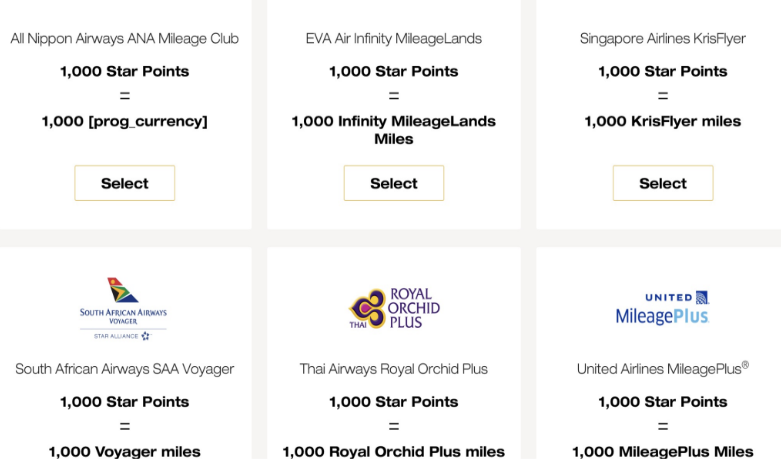 All Nippon Airways ANA Mileage Club
1,000 Star Points
=
1,000 [prog_currency]
Select
EVA Air Infinity MileageLands
1,000 Star Points
=
1,000 Infinity MileageLands
Miles
Select
Singapore Airlines KrisFlyer
1,000 Star Points
=
1,000 KrisFlyer miles
Select
SOUTH AFRICAN AIRWAYS
VOYAGER
STAR ALLIANCE
South African Airways SAA Voyager
1,000 Star Points
=
1,000 Voyager miles
ROYAL
ORCHID
PLUS
THAI
Thai Airways Royal Orchid Plus
1,000 Star Points
=
1,000 Royal Orchid Plus miles
UNITED
MileagePlus
United Airlines MileagePlus®
1,000 Star Points
=
1,000 MileagePlus Miles